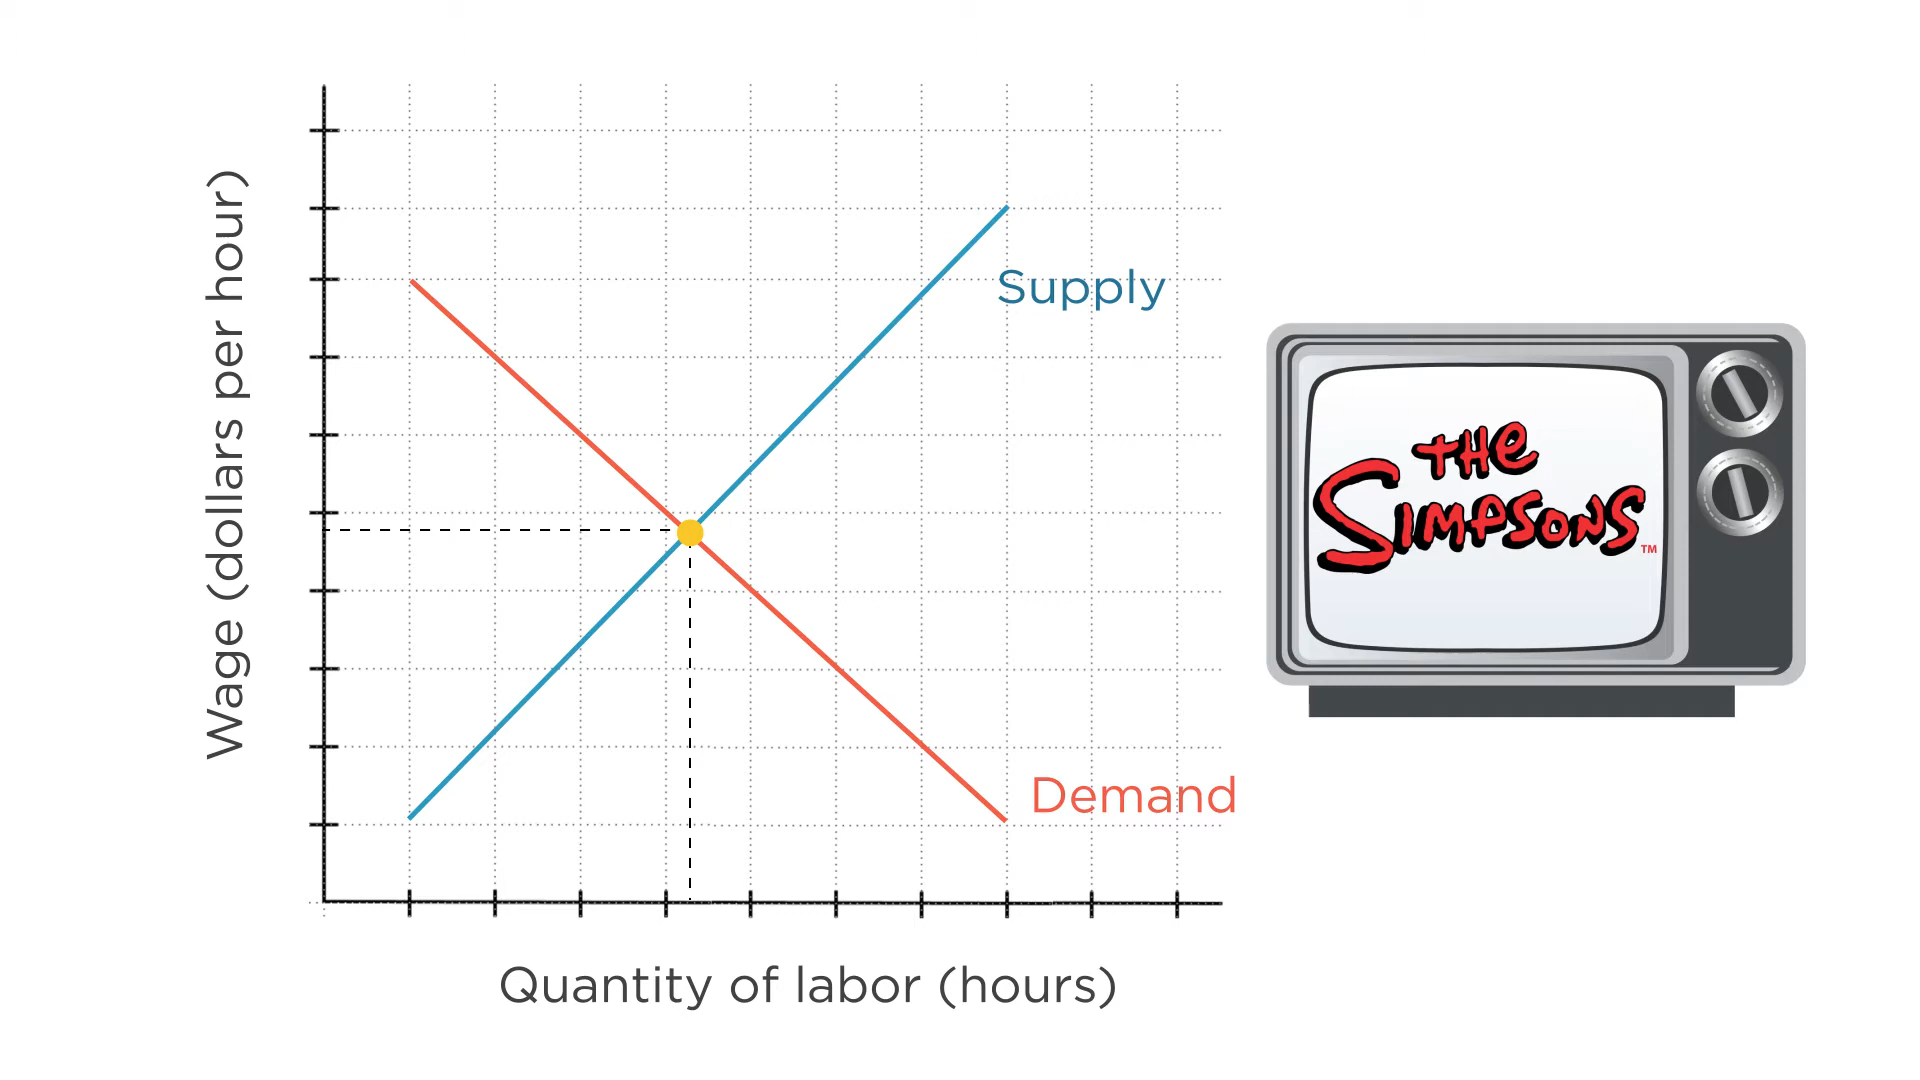 Wage (dollars per hour)
Supply
THE
SIMPSONS
TM
Demand
Quantity of labor (hours)